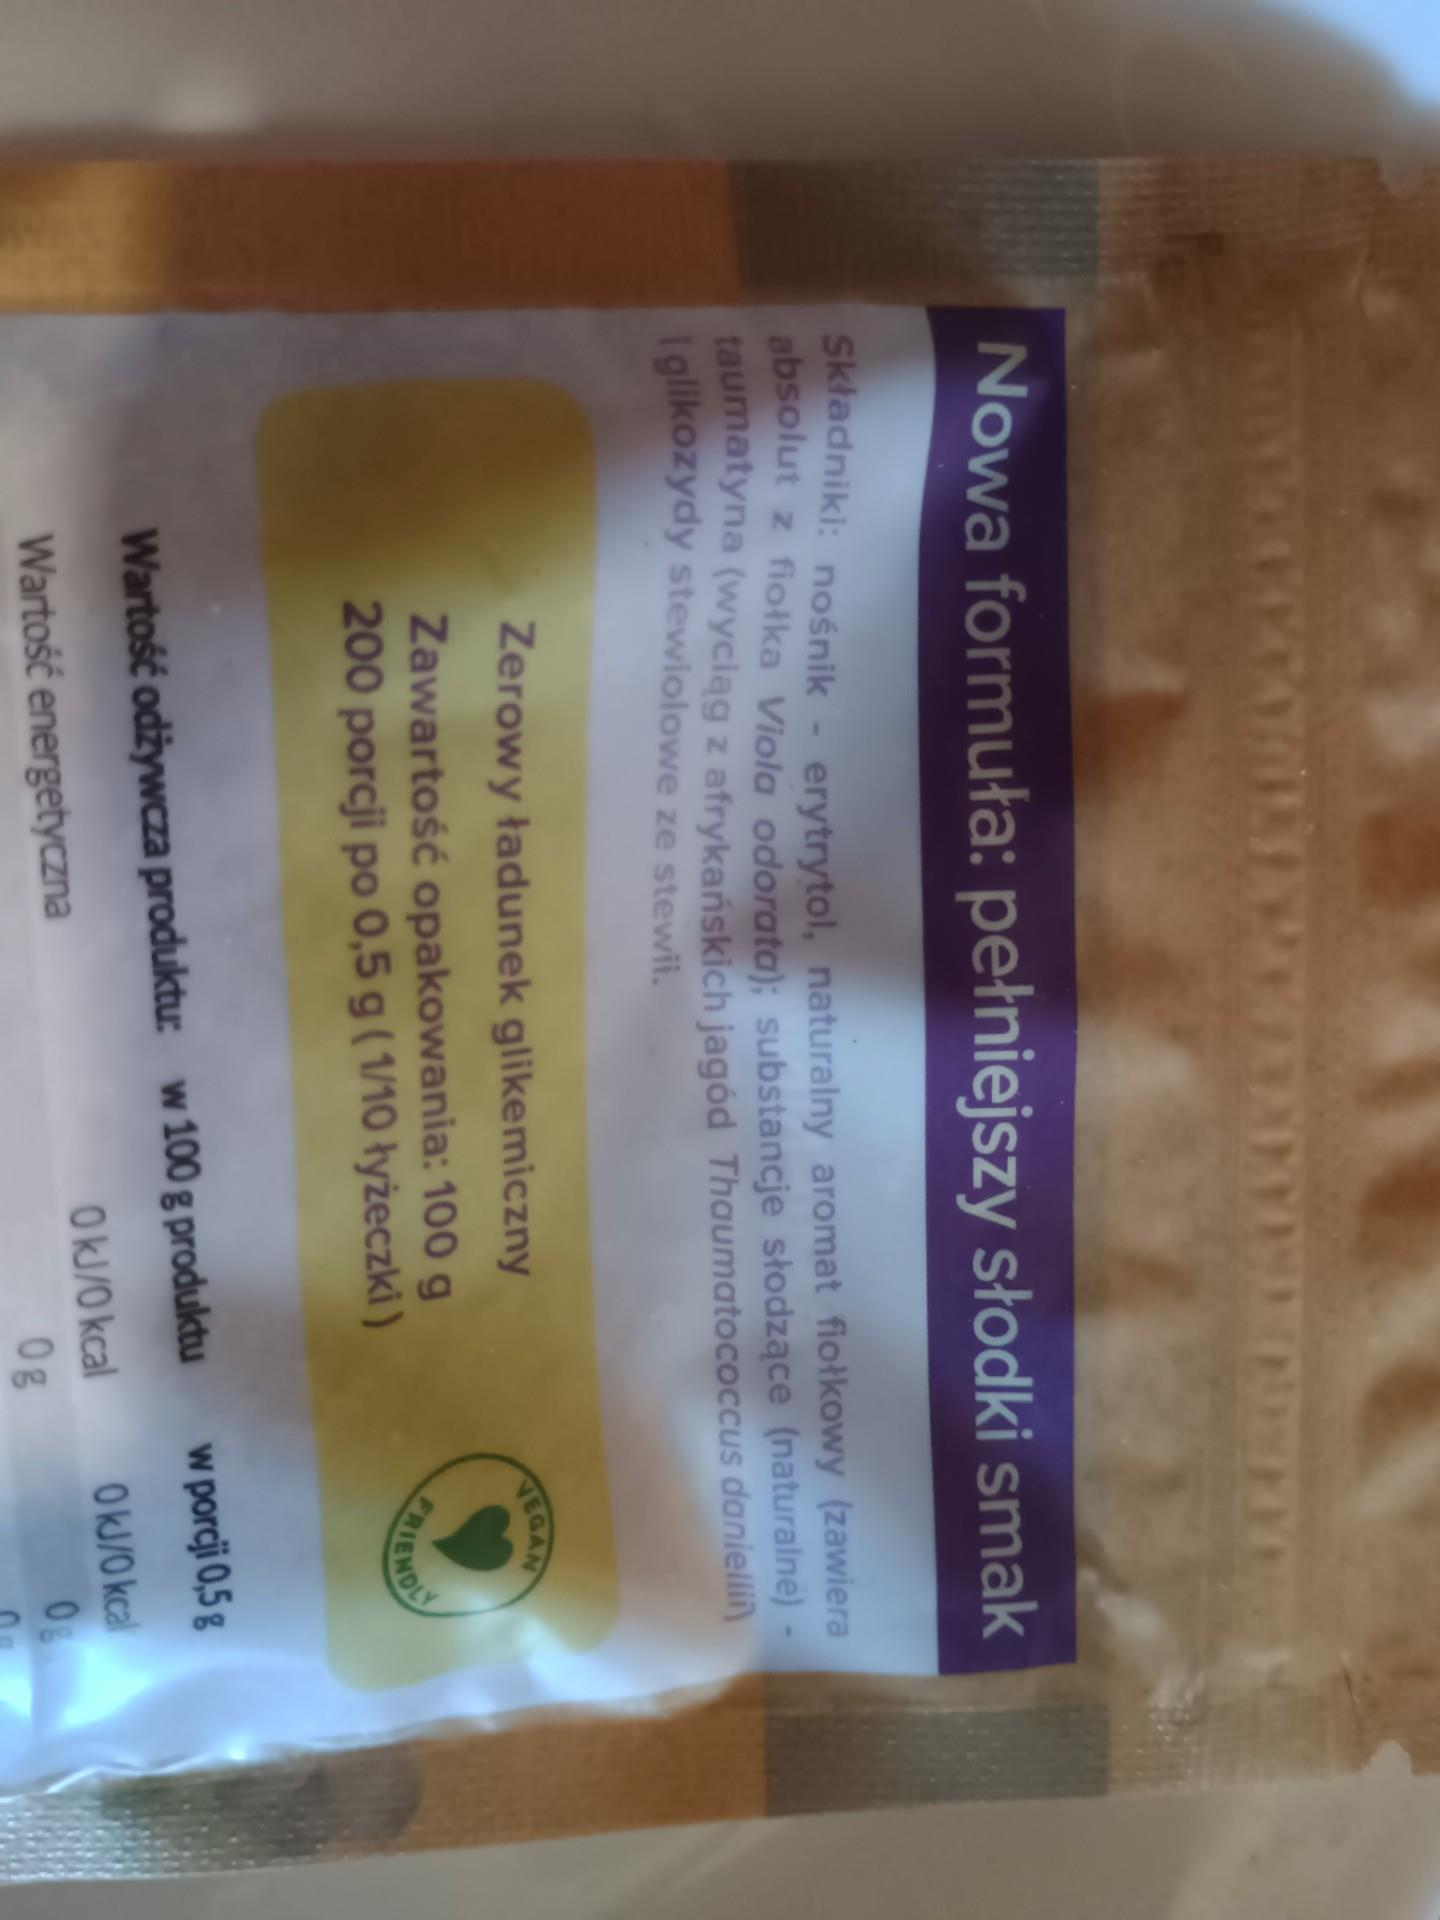 Nowa formuła: pełniejszy słodki smak
Składniki: nośnik - erytrytol, naturalny aromat fiołkowy (zawiera
absolut z fiołka Viola odorata); substancje słodzące (naturalne) -
taumatyna (wyciąg z afrykańskich jagód Thaumatococcus daniellii)
i glikozydy stewiolowe ze stewii.
Zerowy ładunek glikemiczny
Zawartość opakowania: 100 g
200 porcji po 0,5 g ( 1/10 łyżeczki )
VEGAN FRIENDLY
Wartość odżywcza produktu: w 100 g produktu w porcji 0,5 g
Wartość energetyczna 0 kJ/0 kcal 0 kJ/0 kcal
0 g 0 g
0 g